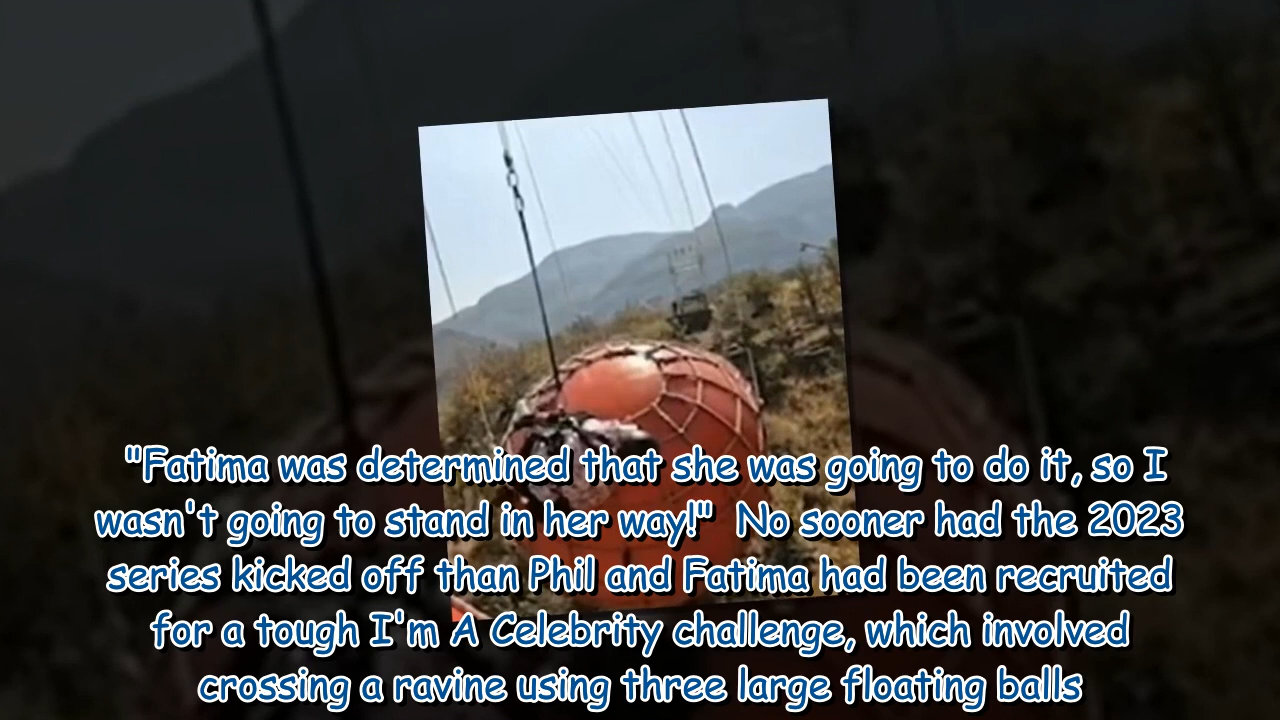 "Fatima was determined that she was going to do it, so I
wasn't going to stand in her way!"  No sooner had the 2023
series kicked off than Phil and Fatima had been recruited
for a tough I'm A Celebrity challenge, which involved
crossing a ravine using three large floating balls